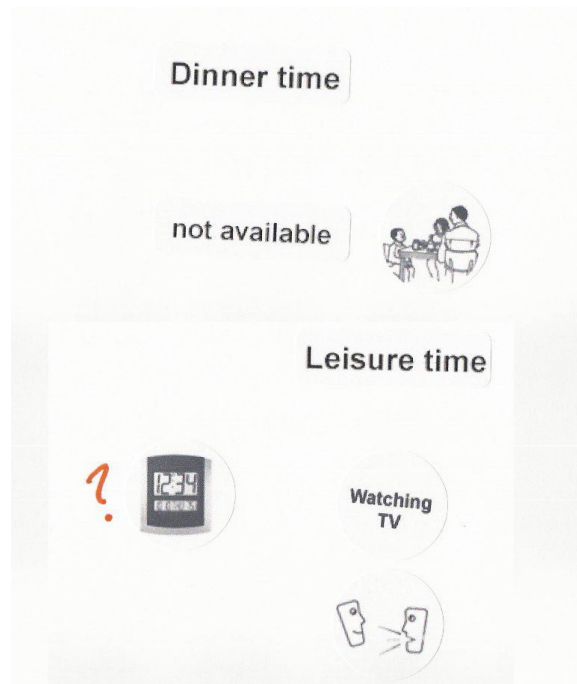 Dinner time
not available
Leisure time
?
12:34
Watching
TV